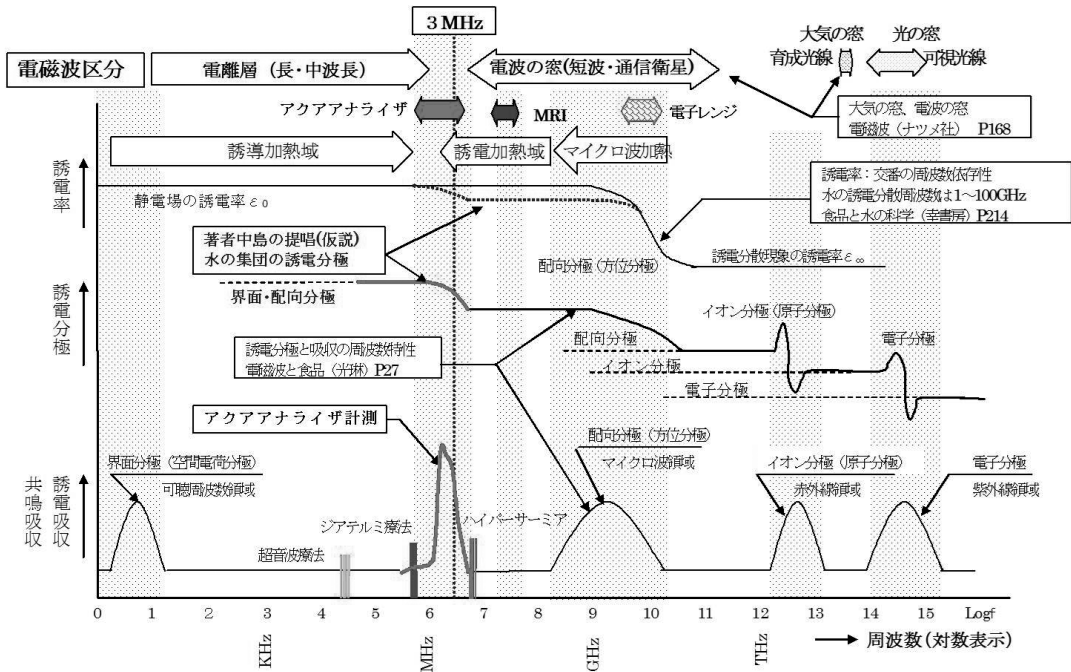 ３MHz
大気の窓
光の窓
電磁波区分
電離層（長・中波長）
電波の窓(短波・通信衛星)
育成光線
可視光線
アクアアナライザ
MRI
電子レンジ
大気の窓、電波の窓
電磁波（ナツメ社） P168
誘導加熱域
誘電加熱域
マイクロ波加熱
誘電率
静電場の誘電率ε₀
誘電率：交番の周波数依存性
水の誘電分散周波数は1～100GHz
食品と水の科学（幸書房）P214
著者中島の提唱(仮説)
水の集団の誘電分極
配向分極（方位分極）
誘電分散現象の誘電率ε∞
誘電分極
界面・配向分極
イオン分極（原子分極）
電子分極
誘電分極と吸収の周波数特性
電磁波と食品（光琳）P27
配向分極
イオン分極
電子分極
アクアアナライザ計測
界面分極（空間電荷分極）
可聴周波数領域
配向分極（方位分極）
マイクロ波領域
イオン分極（原子分極）
赤外線領域
電子分極
紫外線領域
誘電吸収
共鳴吸収
超音波療法
ジアテルミ療法
ハイパーサーミア
0 1 2 3 4 5 6 7 8 9 10 11 12 13 14 15 Logf
KHz MHz GHz THz
周波数（対数表示）